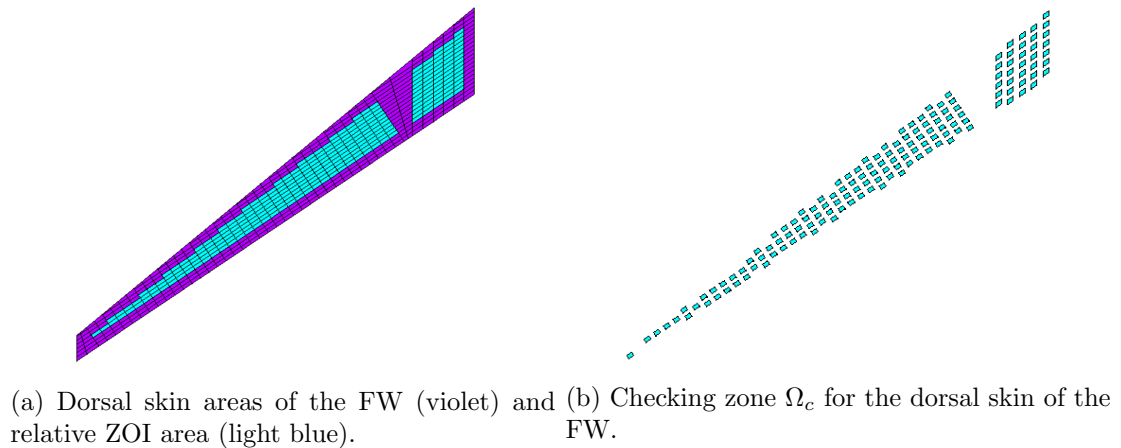 (a) Dorsal skin areas of the FW (violet) and
relative ZOI area (light blue).
(b) Checking zone Ω_c for the dorsal skin of the
FW.